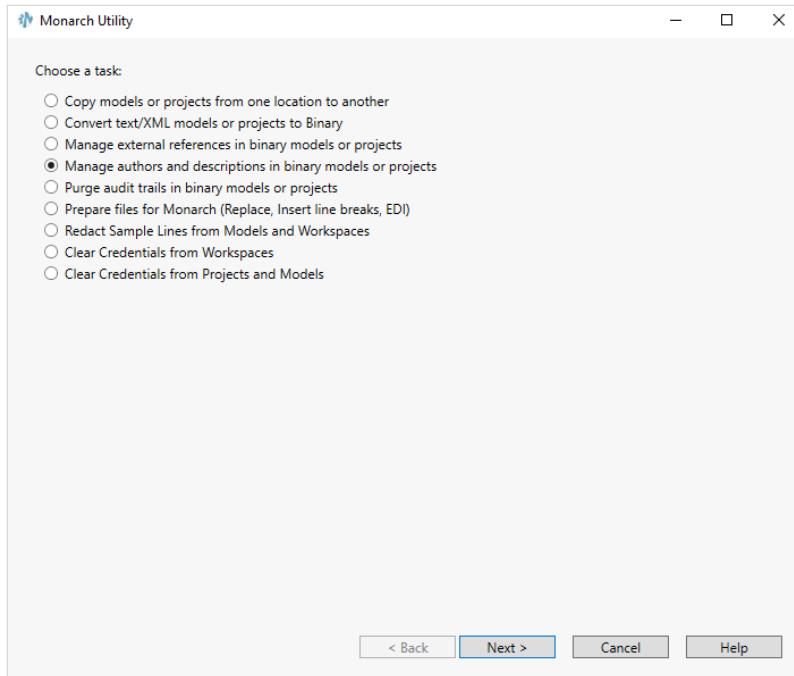 Monarch Utility
Choose a task:
Copy models or projects from one location to another
Convert text/XML models or projects to Binary
Manage external references in binary models or projects
Manage authors and descriptions in binary models or projects
Purge audit trails in binary models or projects
Prepare files for Monarch (Replace, Insert line breaks, EDI)
Redact Sample Lines from Models and Workspaces
Clear Credentials from Workspaces
Clear Credentials from Projects and Models
< Back Next > Cancel Help